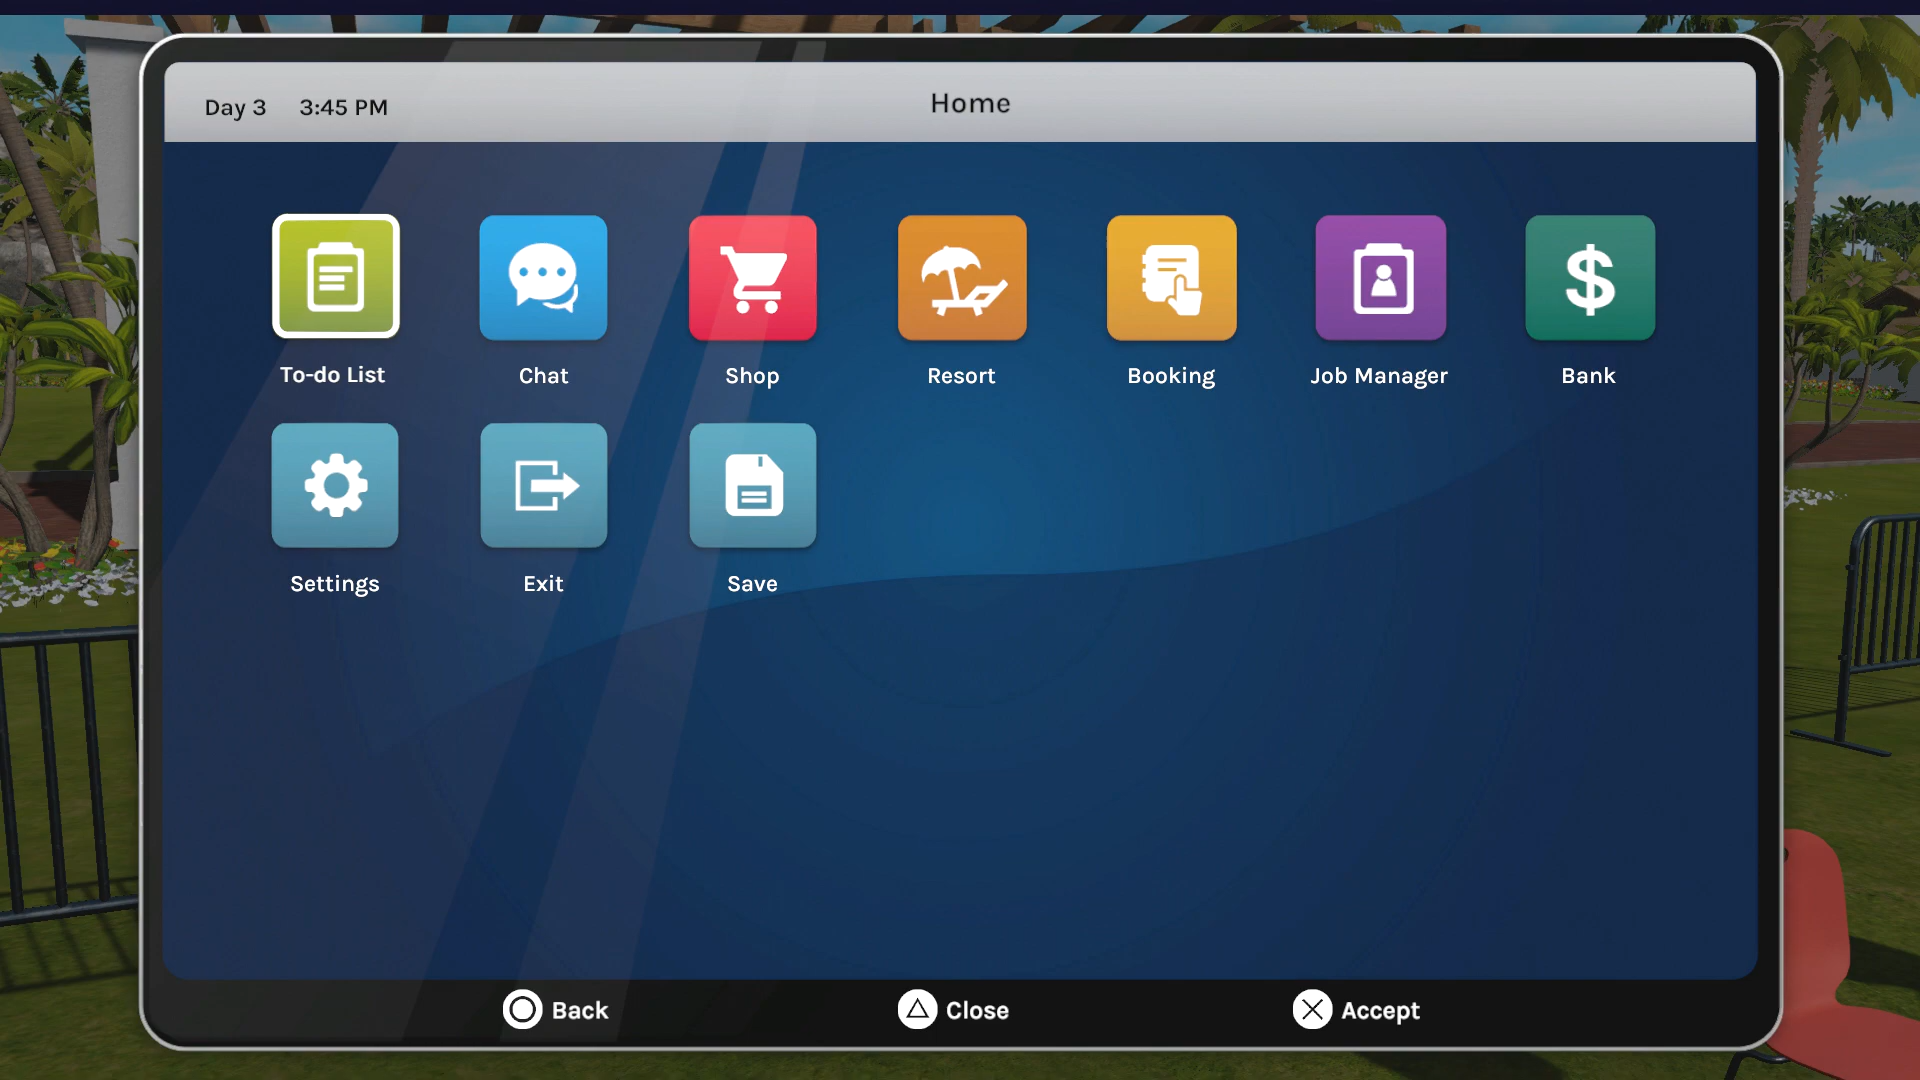 Day 3 3:45 PM Home
To-do List Chat Shop Resort Booking Job Manager Bank
Settings Exit Save
Back Close Accept